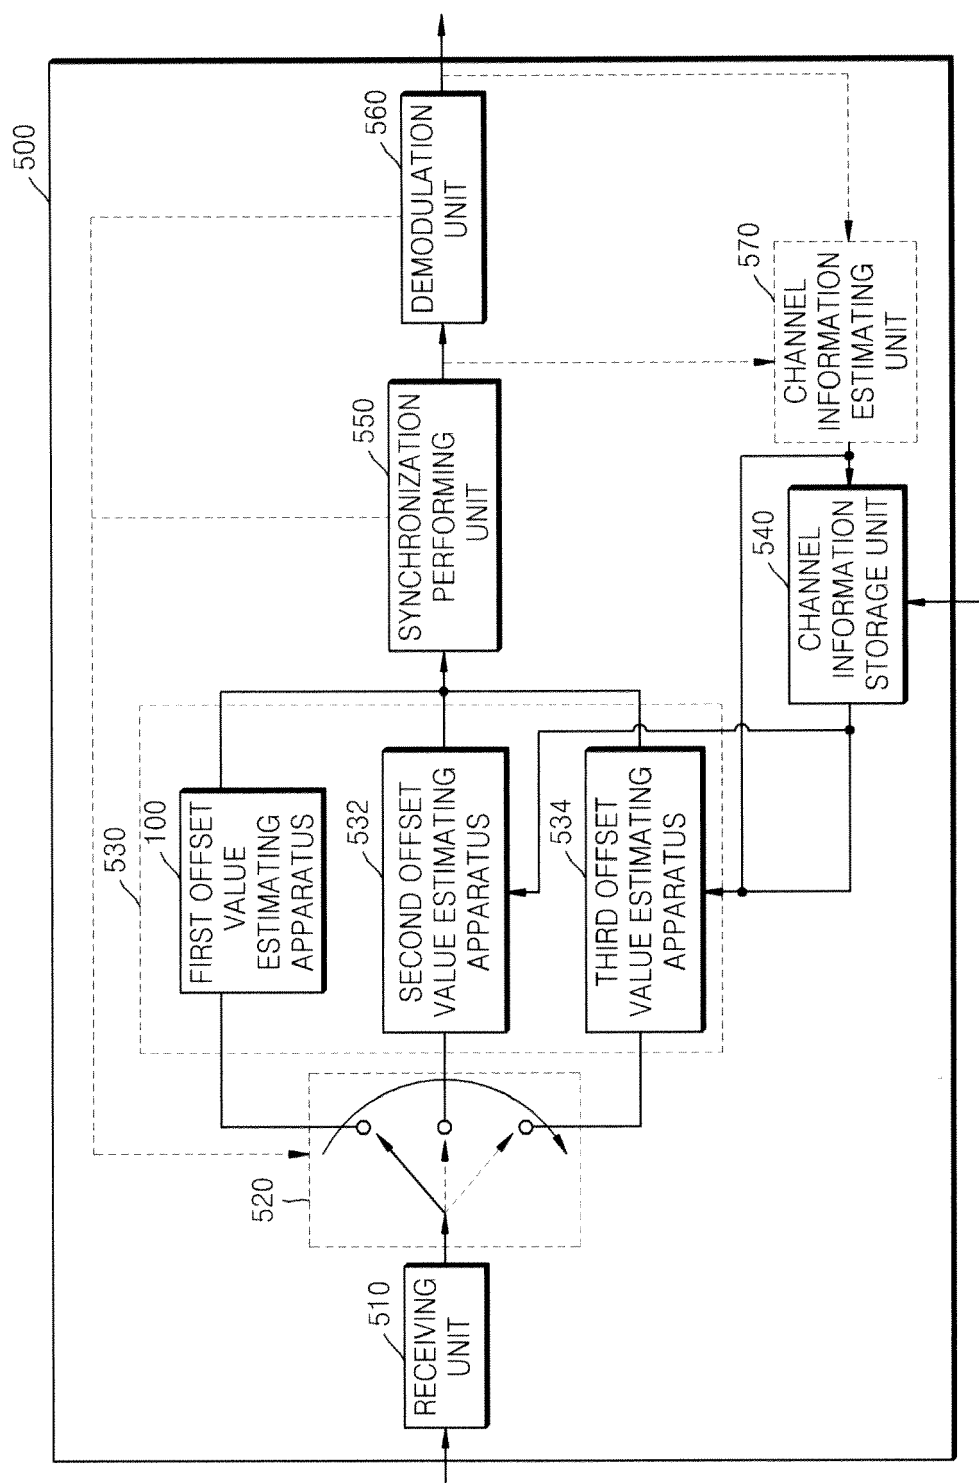 500
510
RECEIVING
UNIT
520
530
100
FIRST OFFSET
VALUE
ESTIMATING
APPARATUS
532
SECOND OFFSET
VALUE ESTIMATING
APPARATUS
534
THIRD OFFSET
VALUE ESTIMATING
APPARATUS
550
SYNCHRONIZATION
PERFORMING
UNIT
560
DEMODULATION
UNIT
540
CHANNEL
INFORMATION
STORAGE UNIT
570
CHANNEL
INFORMATION
ESTIMATING
UNIT